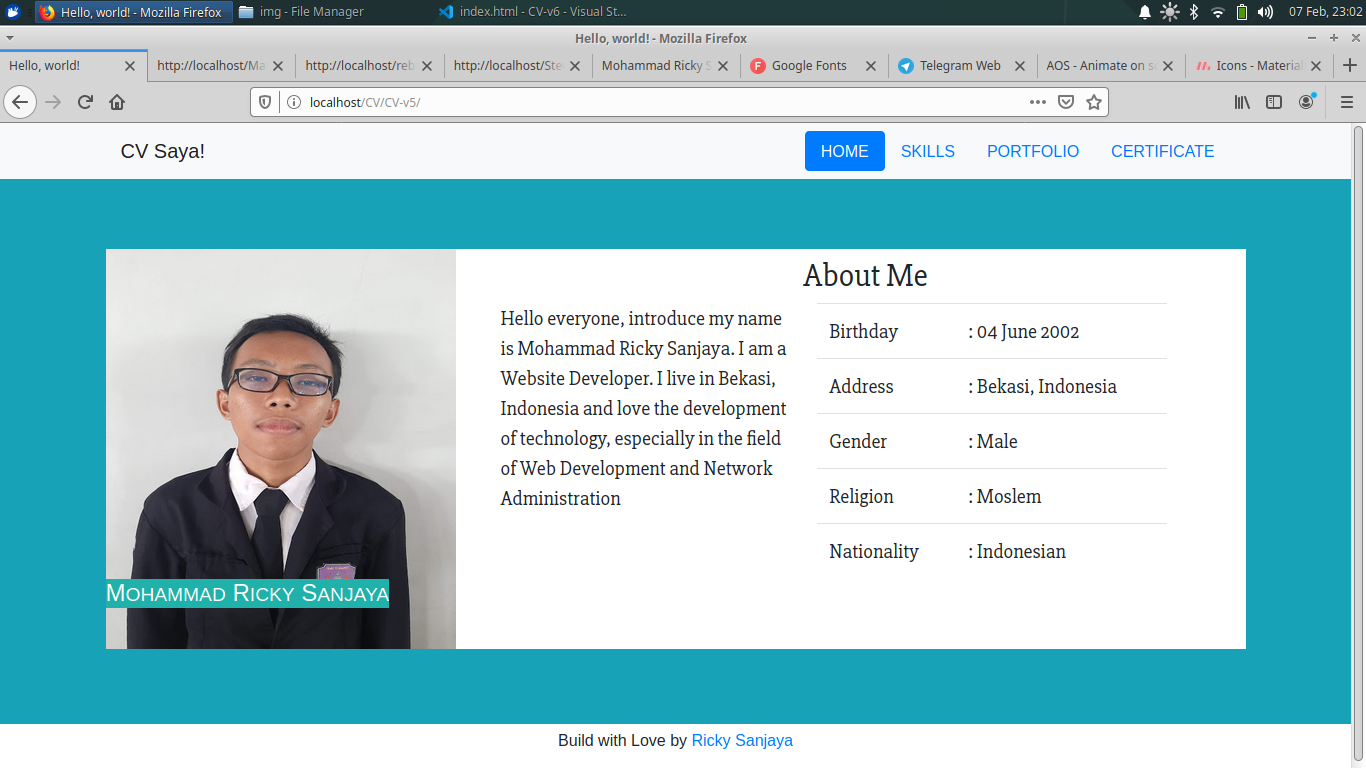 Hello, world! - Mozilla Firefox
img - File Manager
index.html - CV-v6 - Visual St...
07 Feb, 23:02
Hello, world! - Mozilla Firefox
Hello, world!
http://localhost/Ma
http://localhost/reb
http://localhost/Ste
Mohammad Ricky S
Google Fonts
Telegram Web
AOS - Animate on sc
Icons - Material
localhost/CV/CV-v5/
CV Saya!
HOME
SKILLS
PORTFOLIO
CERTIFICATE
About Me
Hello everyone, introduce my name
is Mohammad Ricky Sanjaya. I am a
Website Developer. I live in Bekasi,
Indonesia and love the development
of technology, especially in the field
of Web Development and Network
Administration
Birthday : 04 June 2002
Address : Bekasi, Indonesia
Gender : Male
Religion : Moslem
Nationality : Indonesian
Mohammad Ricky Sanjaya
Build with Love by Ricky Sanjaya